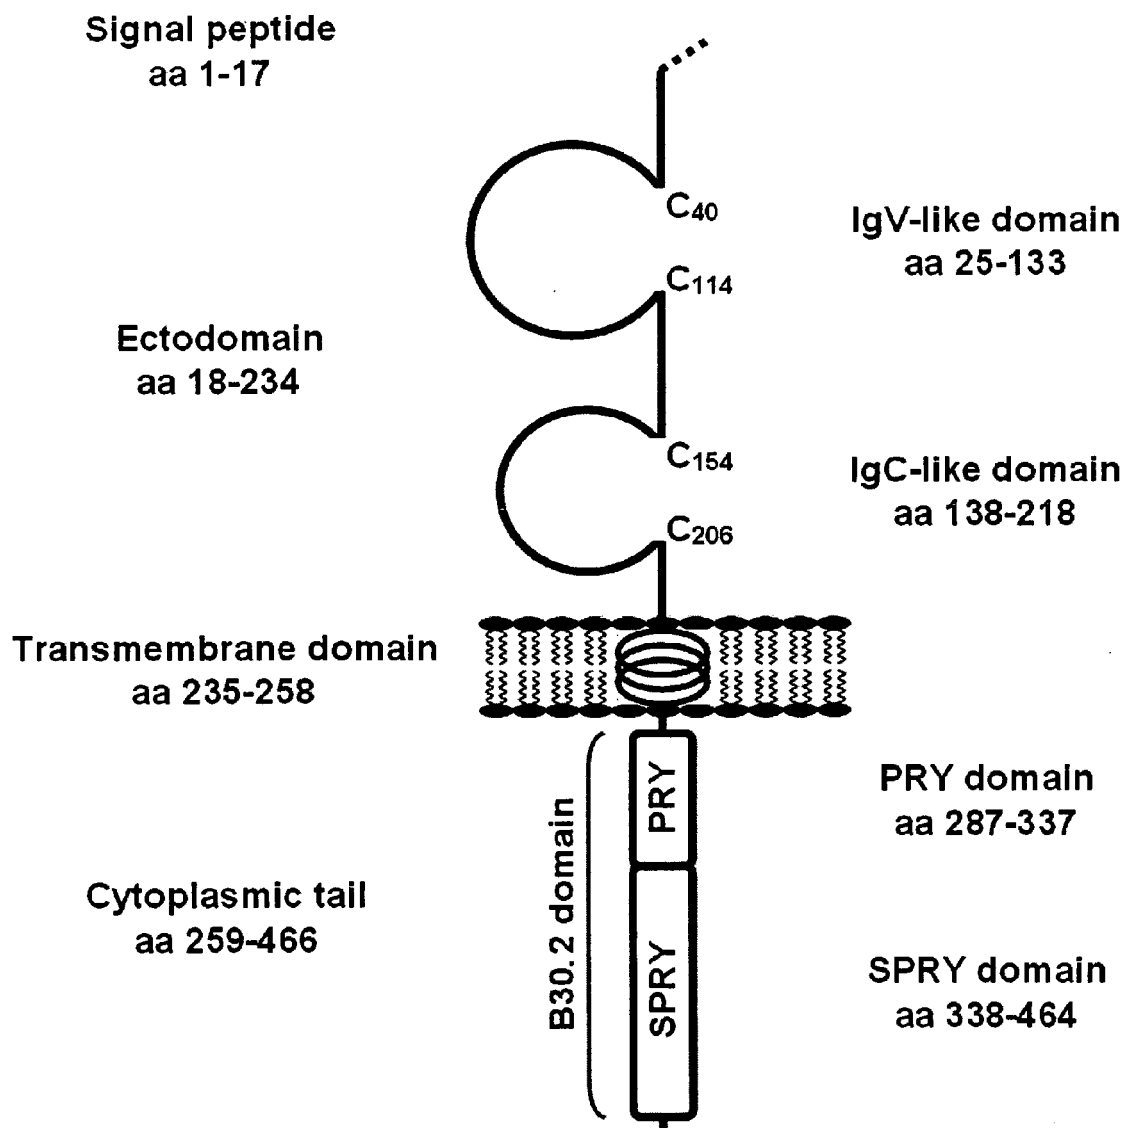 Signal peptide
aa 1-17
C40
C114
IgV-like domain
aa 25-133
Ectodomain
aa 18-234
C154
C206
IgC-like domain
aa 138-218
Transmembrane domain
aa 235-258
B30.2 domain
PRY
SPRY
PRY domain
aa 287-337
Cytoplasmic tail
aa 259-466
SPRY domain
aa 338-464